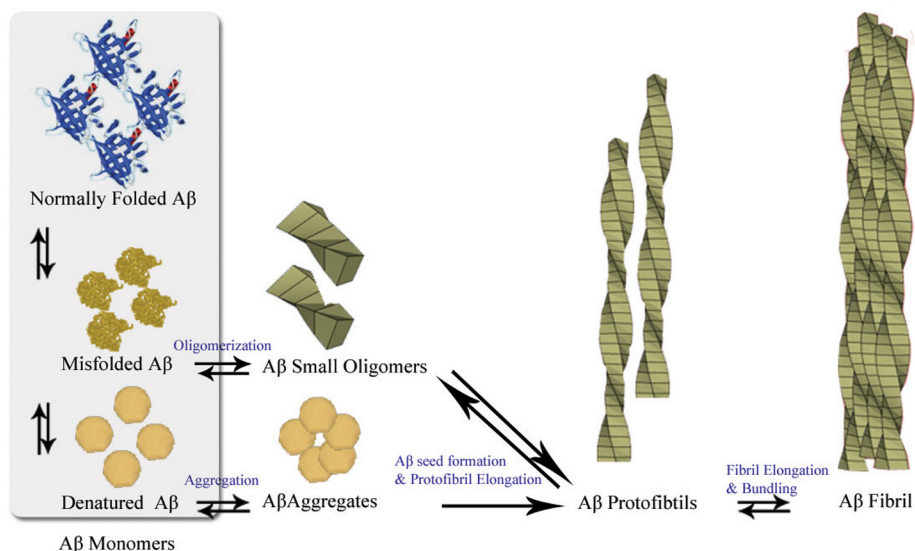 Normally Folded Aβ
Misfolded Aβ
Oligomerization
Aβ Small Oligomers
Denatured Aβ
Aggregation
AβAggregates
Aβ seed formation
& Protofibril Elongation
Aβ Protofibtils
Fibril Elongation
& Bundling
Aβ Fibril
Aβ Monomers